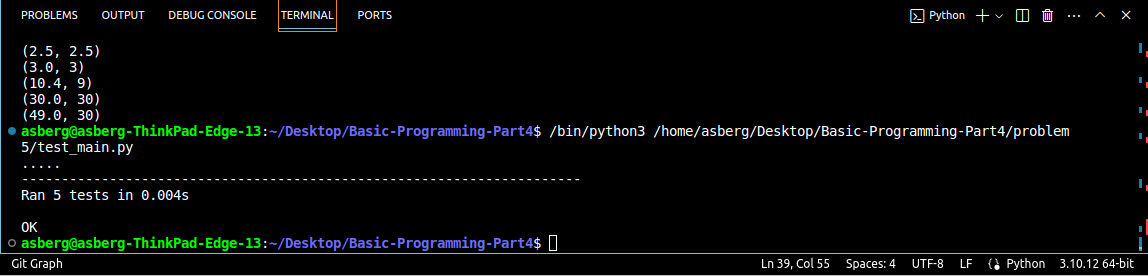 PROBLEMS OUTPUT DEBUG CONSOLE TERMINAL PORTS Python
(2.5, 2.5)
(3.0, 3)
(10.4, 9)
(30.0, 30)
(49.0, 30)
asberg@asberg-ThinkPad-Edge-13:~/Desktop/Basic-Programming-Part4$ /bin/python3 /home/asberg/Desktop/Basic-Programming-Part4/problem
5/test_main.py
.....
----------------------------------------------------------------------
Ran 5 tests in 0.004s
OK
asberg@asberg-ThinkPad-Edge-13:~/Desktop/Basic-Programming-Part4$
Git Graph Ln 39, Col 55 Spaces: 4 UTF-8 LF Python 3.10.12 64-bit